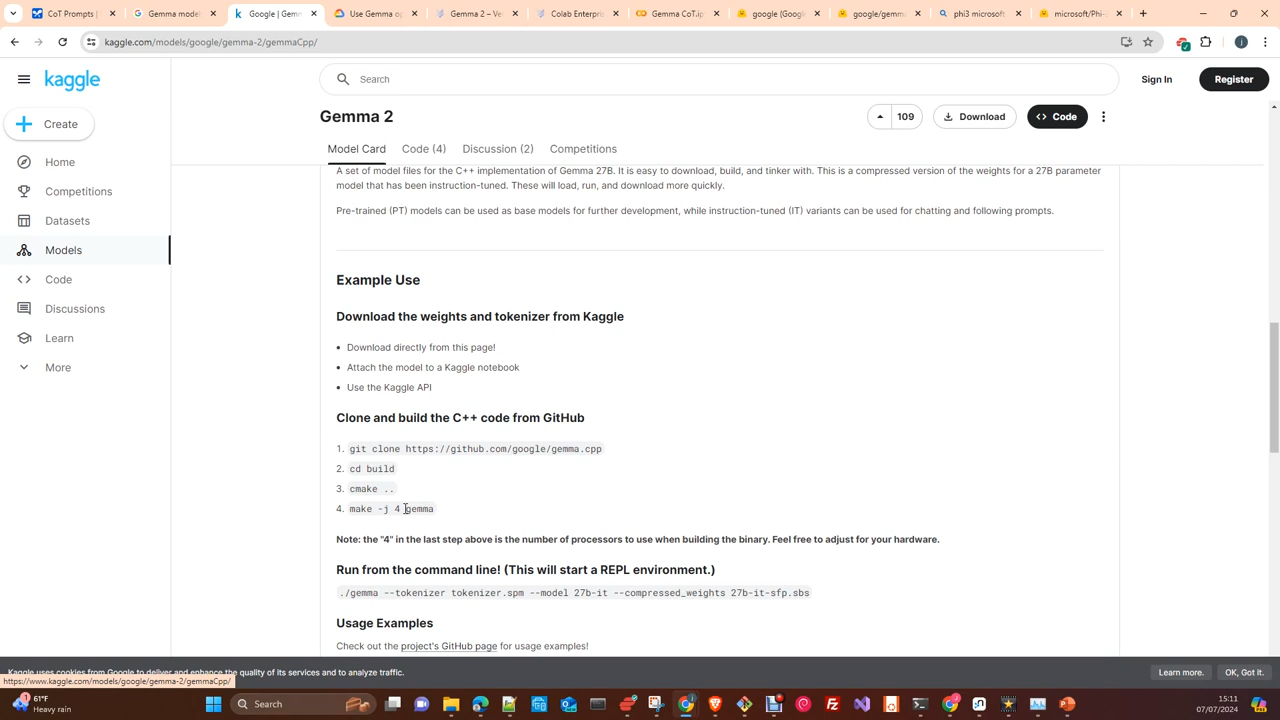 CoT Prompts |
Google mode
Google | Gemm
Use Gemma op
Gemma 2 – Ve
Colab Enterpris
Gemma CoT.ip
google (Googl
google/gemma
phi3 microsoft
microsoft/Phi-
kaggle.com/models/google/gemma-2/gemmaCpp/
kaggle
Search
Sign In
Register
Create
Home
Competitions
Datasets
Models
Code
Discussions
Learn
More
Gemma 2
109
Download
Code
Model Card
Code (4)
Discussion (2)
Competitions
A set of model files for the C++ implementation of Gemma 27B. It is easy to download, build, and tinker with. This is a compressed version of the weights for a 27B parameter
model that has been instruction-tuned. These will load, run, and download more quickly.
Pre-trained (PT) models can be used as base models for further development, while instruction-tuned (IT) variants can be used for chatting and following prompts.
Example Use
Download the weights and tokenizer from Kaggle
• Download directly from this page!
• Attach the model to a Kaggle notebook
• Use the Kaggle API
Clone and build the C++ code from GitHub
1. git clone https://github.com/google/gemma.cpp
2. cd build
3. cmake ..
4. make -j 4 gemma
Note: the "4" in the last step above is the number of processors to use when building the binary. Feel free to adjust for your hardware.
Run from the command line! (This will start a REPL environment.)
./gemma --tokenizer tokenizer.spm --model 27b-it --compressed_weights 27b-it-sfp.sbs
Usage Examples
Check out the project's GitHub page for usage examples!
Kaggle uses cookies from Google to deliver and enhance the quality of its services and to analyze traffic.
Learn more.
OK, Got it.
https://www.kaggle.com/models/google/gemma-2/gemmaCpp/
61°F
Heavy rain
Search
15:11
07/07/2024